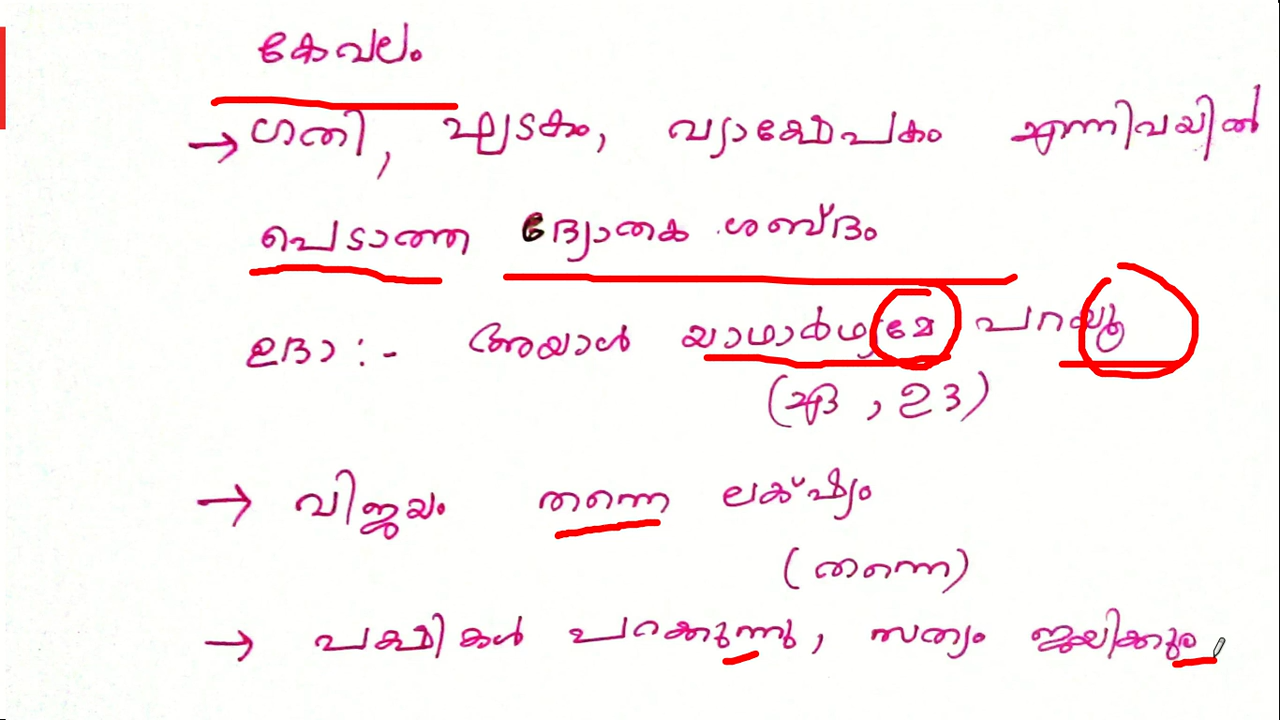 കേവലം
→ ഗതി, ഘടകം, വ്യാക്ഷേപകം എന്നിവയിൽ
പെടാത്ത ദ്യോതക ശബ്ദം
ഉദാ :- അയാൾ യാഥാർഥ്യമേ പറയൂ
(ഏ , ഉ)
→ വിജയം തന്നെ ലക്ഷ്യം
(തന്നെ)
→ പക്ഷികൾ പറക്കുന്നു, സത്യം ജയിക്കുന്ന